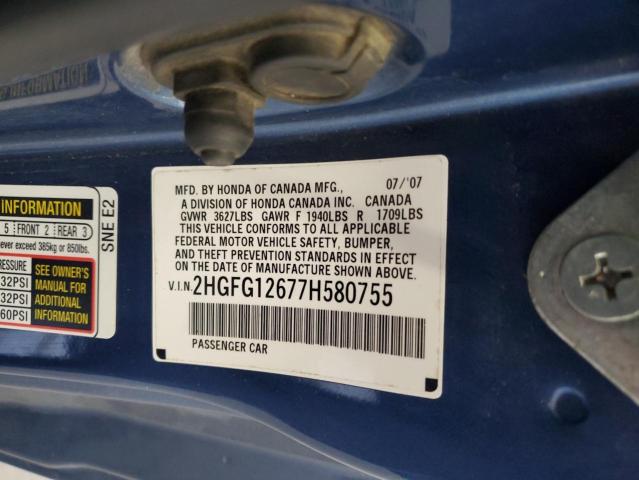 MFD. BY HONDA OF CANADA MFG., 07/'07
A DIVISION OF HONDA CANADA INC. CANADA
GVWR 3627LBS GAWR F 1940LBS R 1709LBS
THIS VEHICLE CONFORMS TO ALL APPLICABLE
FEDERAL MOTOR VEHICLE SAFETY, BUMPER,
AND THEFT PREVENTION STANDARDS IN EFFECT
ON THE DATE OF MANUFACTURE SHOWN ABOVE.
V.I.N. 2HGFG12677H580755
PASSENGER CAR
INFORMATION
5 FRONT 2 REAR 3
never exceed 385kg or 850lbs.
PRESSURE
32PSI
32PSI
60PSI
SEE OWNER'S
MANUAL FOR
ADDITIONAL
INFORMATION
SNE E2